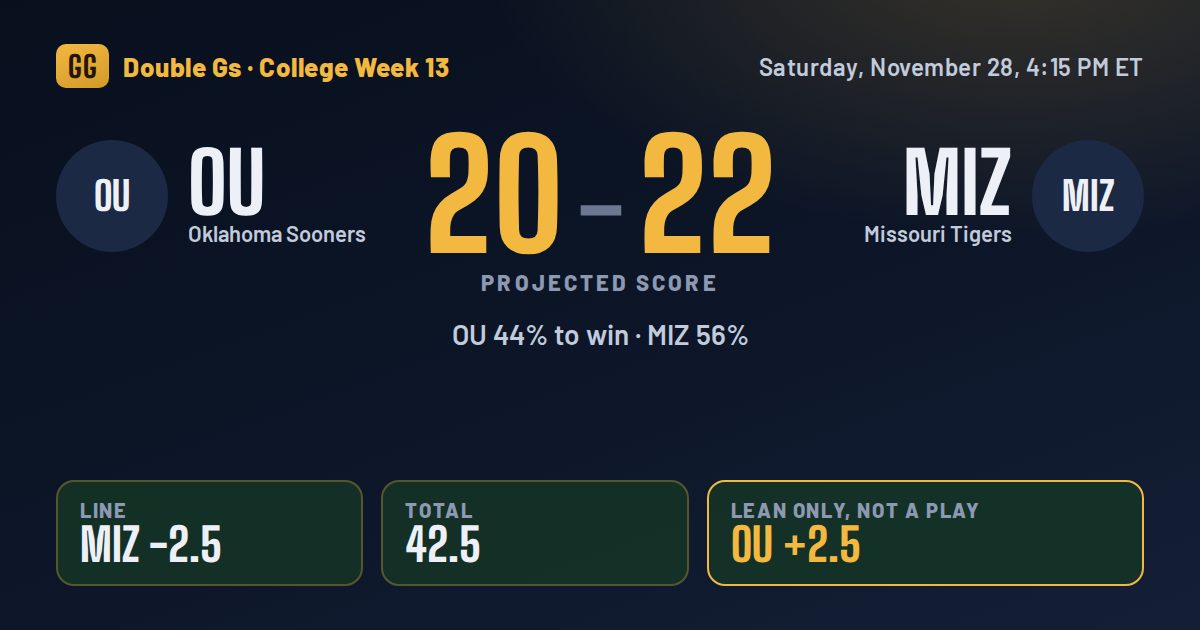 GG Double Gs · College Week 13
Saturday, November 28, 4:15 PM ET
OU
OU
Oklahoma Sooners
20 – 22
PROJECTED SCORE
OU 44% to win · MIZ 56%
MIZ
Missouri Tigers
MIZ
LINE
MIZ −2.5
TOTAL
42.5
LEAN ONLY, NOT A PLAY
OU +2.5